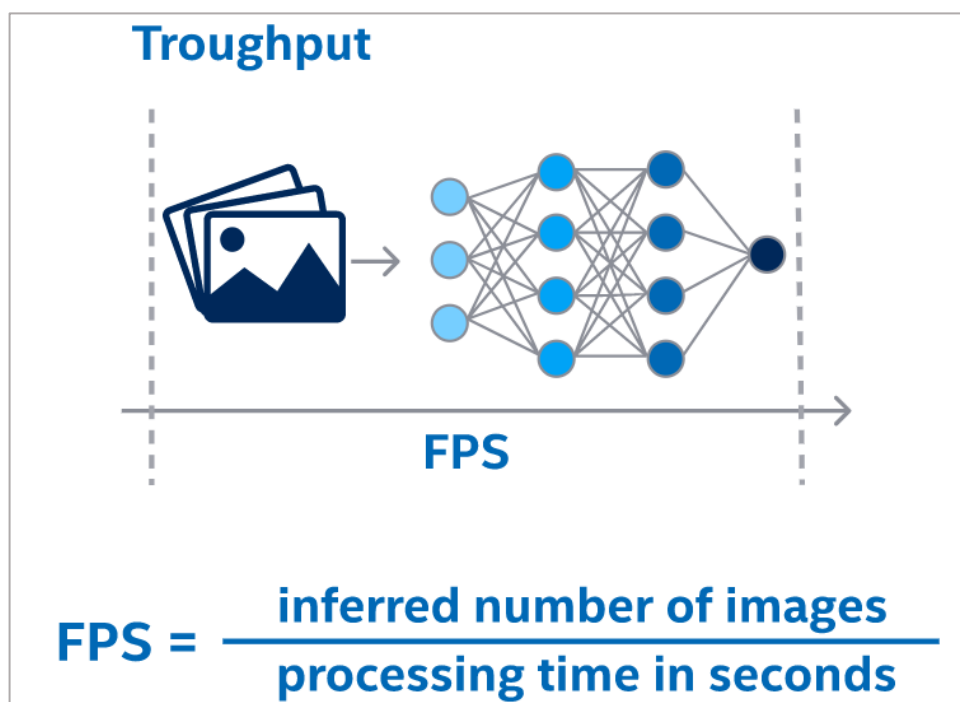 Troughput
FPS
FPS = inferred number of images
processing time in seconds